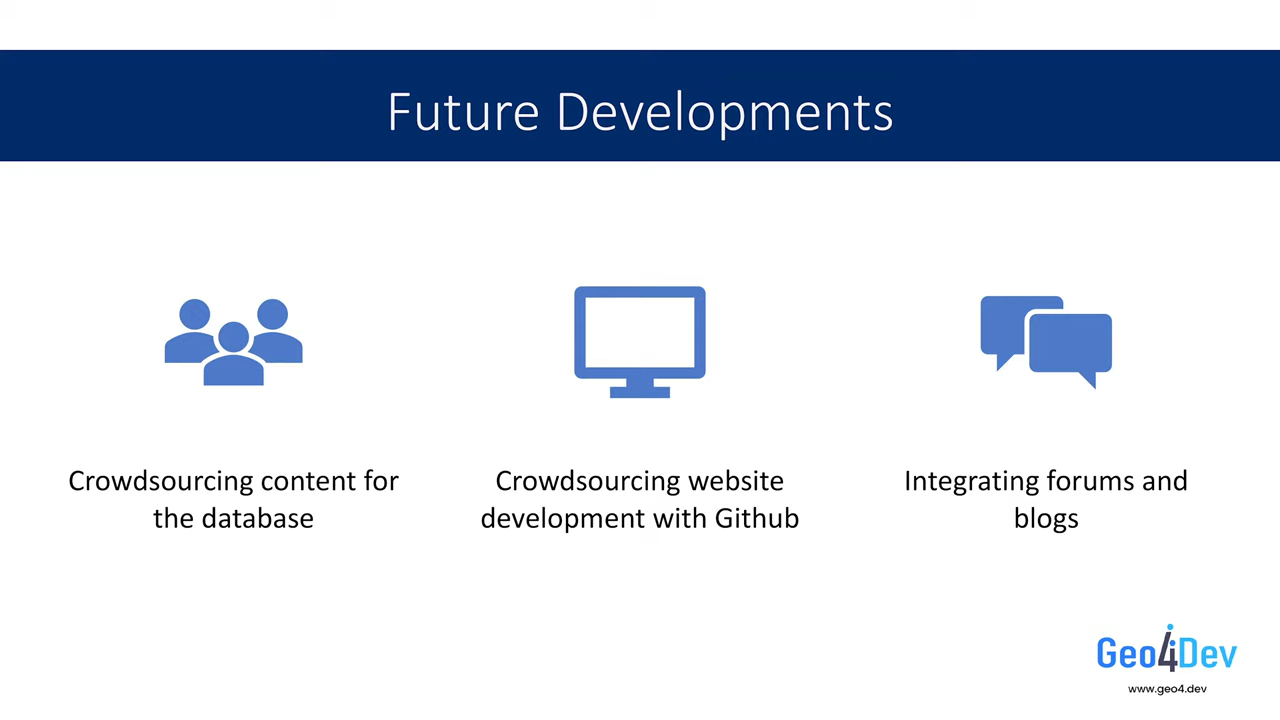 Future Developments
Crowdsourcing content for
the database
Crowdsourcing website
development with Github
Integrating forums and
blogs
Geo4Dev
www.geo4.dev